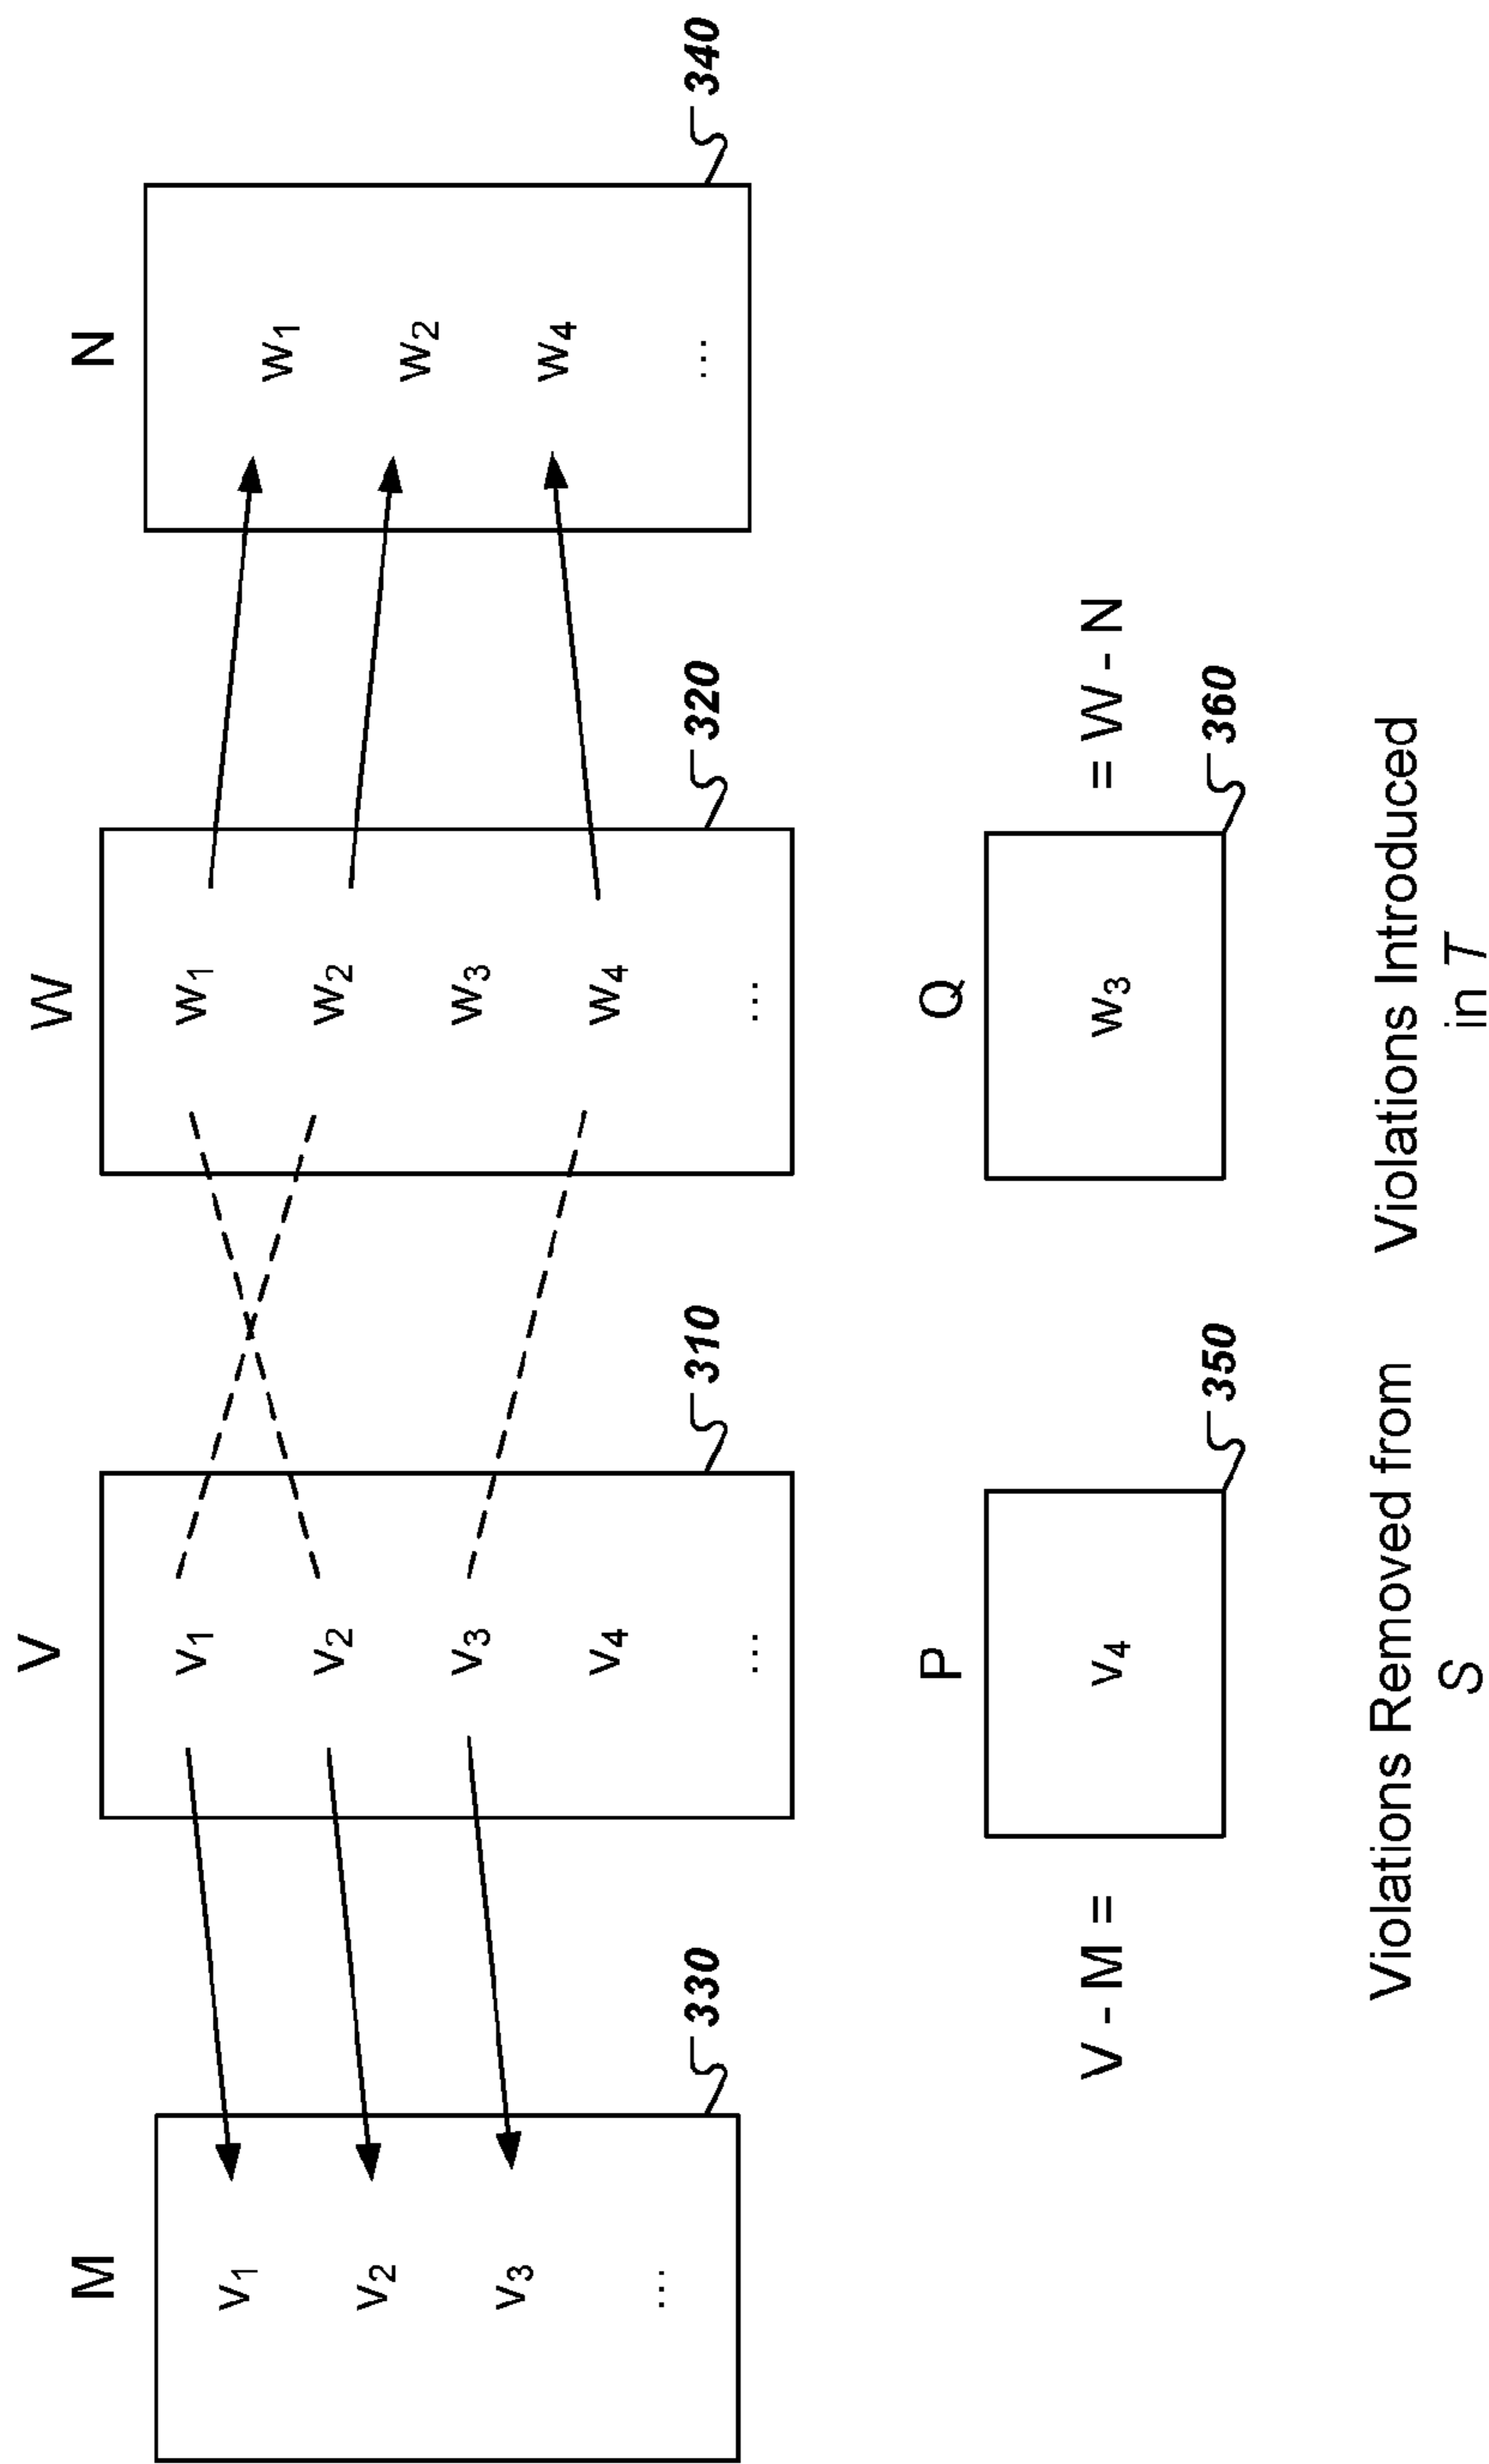 M
V
W
N
V₁
V₂
V₃
...
330
V₁
V₂
V₃
V₄
...
310
W₁
W₂
W₃
W₄
...
320
W₁
W₂
W₄
...
340
P
Q
V - M =
V₄
350
W₃
= W - N
360
Violations Removed from
S
Violations Introduced
in T